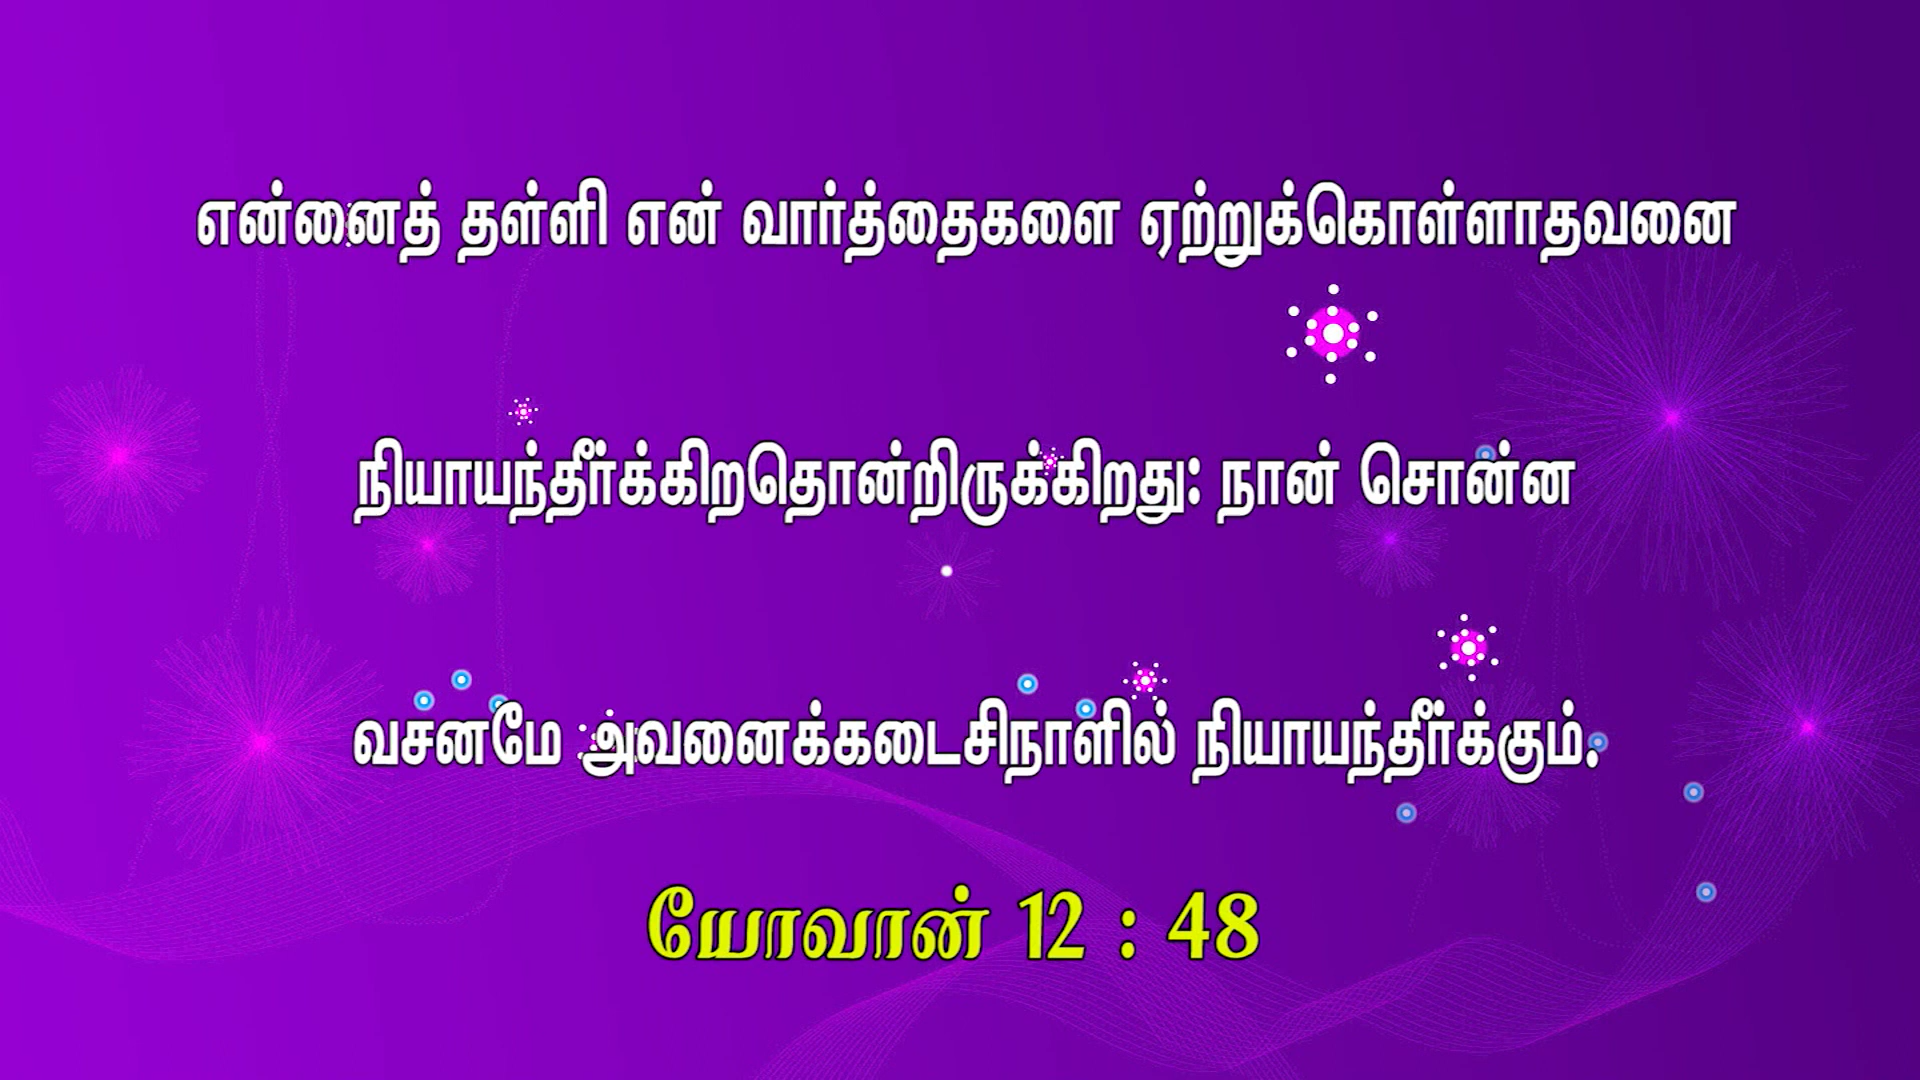 என்னைத் தள்ளி என் வார்த்தைகளை ஏற்றுக்கொள்ளாதவனை
நியாயந்தீர்க்கிறதொன்றிருக்கிறது: நான் சொன்ன
வசனமே அவனைக்கடைசிநாளில் நியாயந்தீர்க்கும்.
யோவான் 12 : 48